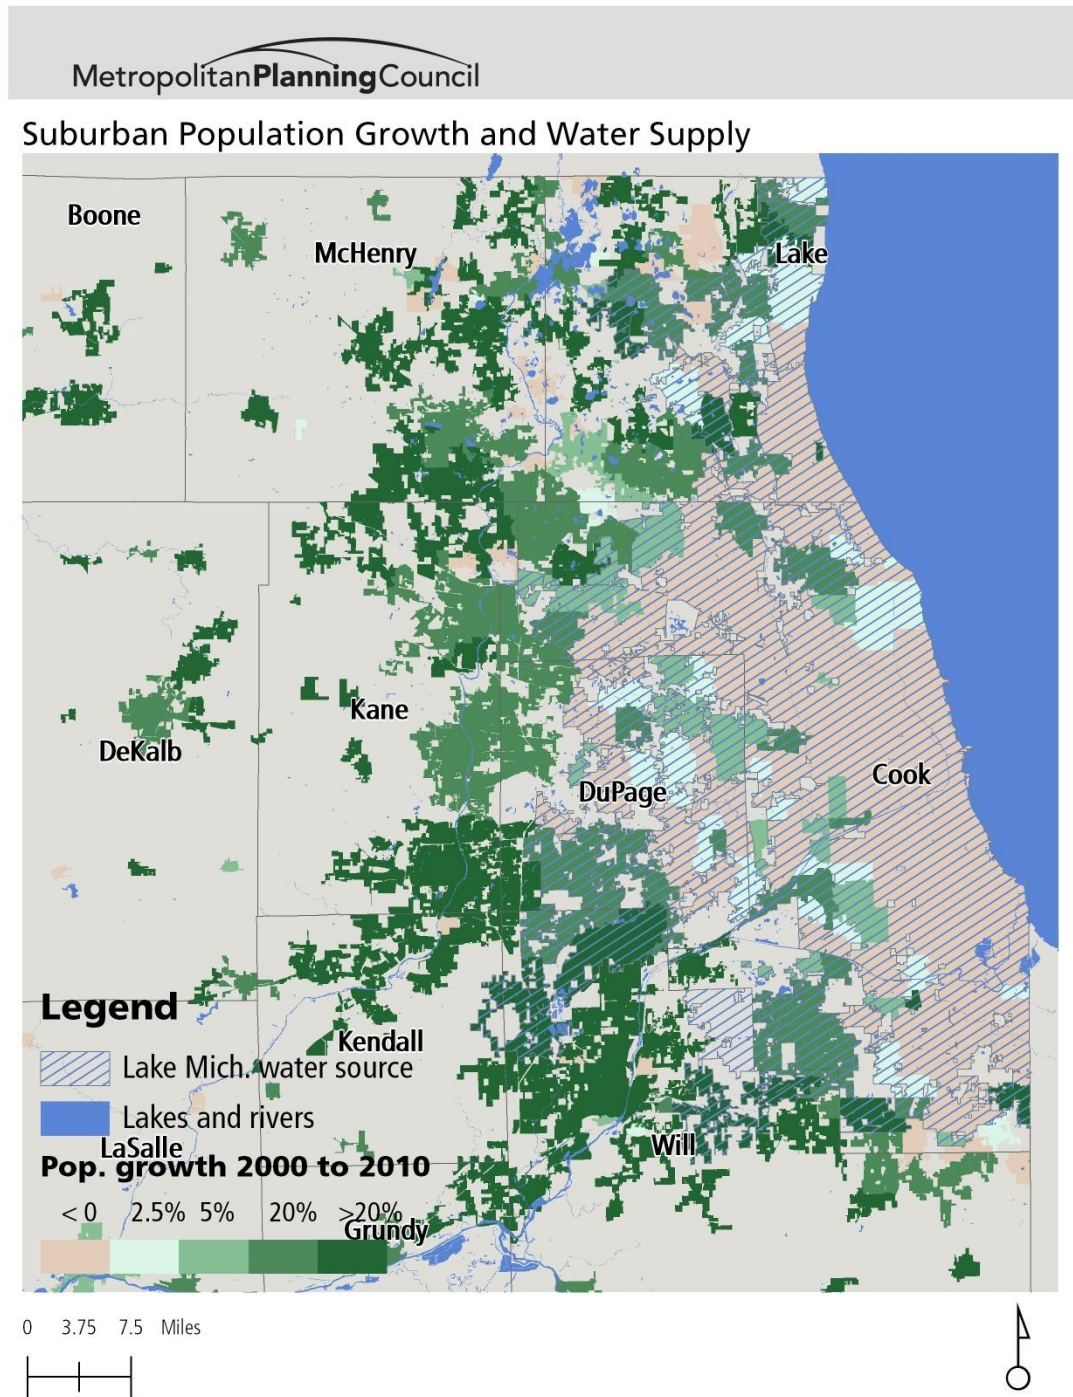 MetropolitanPlanningCouncil
Suburban Population Growth and Water Supply
Boone
McHenry
Lake
Kane
DeKalb
DuPage
Cook
Legend
Kendall
Lake Mich. water source
Lakes and rivers
LaSalle
Will
Pop. growth 2000 to 2010
< 0 2.5% 5% 20% >20%
Grundy
0 3.75 7.5 Miles